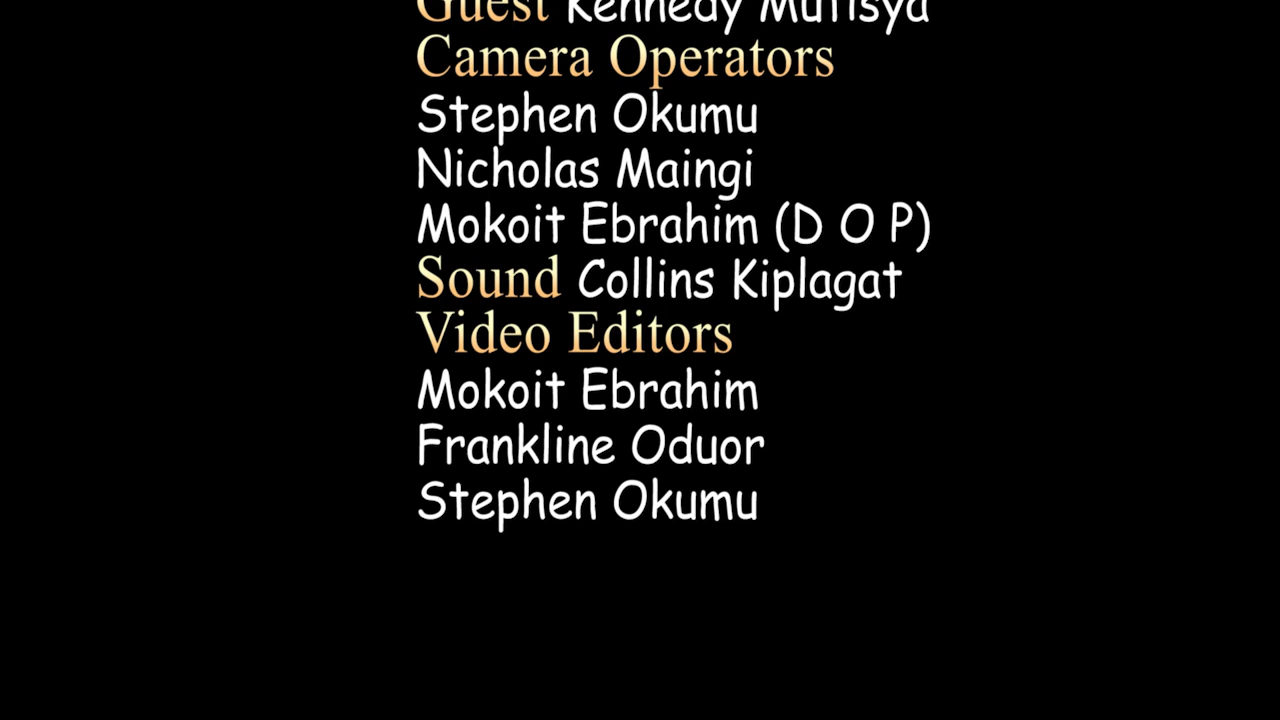 Guest Kennedy Mutisya
Camera Operators
Stephen Okumu
Nicholas Maingi
Mokoit Ebrahim (D O P)
Sound Collins Kiplagat
Video Editors
Mokoit Ebrahim
Frankline Oduor
Stephen Okumu